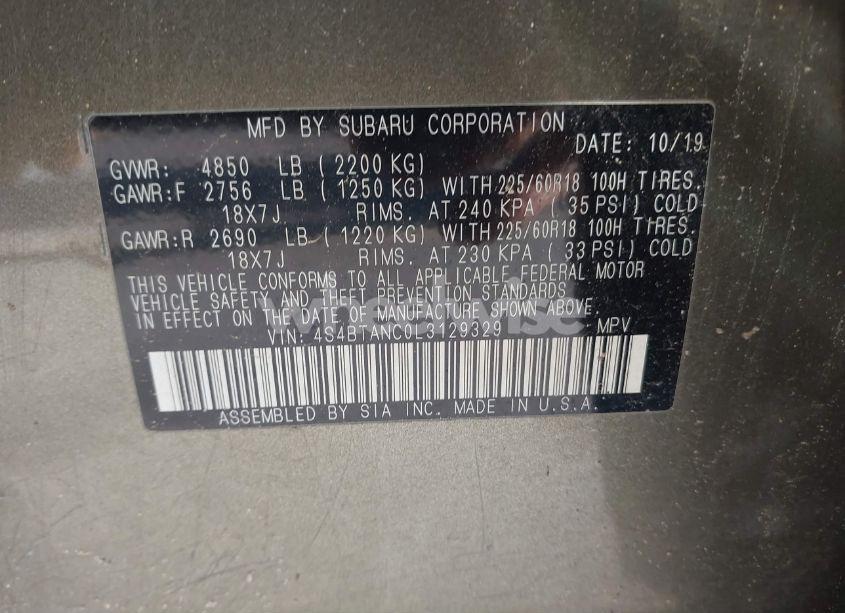 MFD BY SUBARU CORPORATION
DATE: 10/19
GVWR: 4850 LB ( 2200 KG)
GAWR:F 2756 LB ( 1250 KG) WITH 225/60R18 100H TIRES.
18X7J RIMS. AT 240 KPA ( 35 PSI) COLD
GAWR:R 2690 LB ( 1220 KG) WITH 225/60R18 100H TIRES.
18X7J RIMS. AT 230 KPA ( 33 PSI) COLD
THIS VEHICLE CONFORMS TO ALL APPLICABLE FEDERAL MOTOR
VEHICLE SAFETY AND THEFT PREVENTION STANDARDS
IN EFFECT ON THE DATE OF MANUFACTURE SHOWN ABOVE.
VIN: 4S4BTANC0L3129329 MPV
ASSEMBLED BY SIA INC. MADE IN U.S.A.